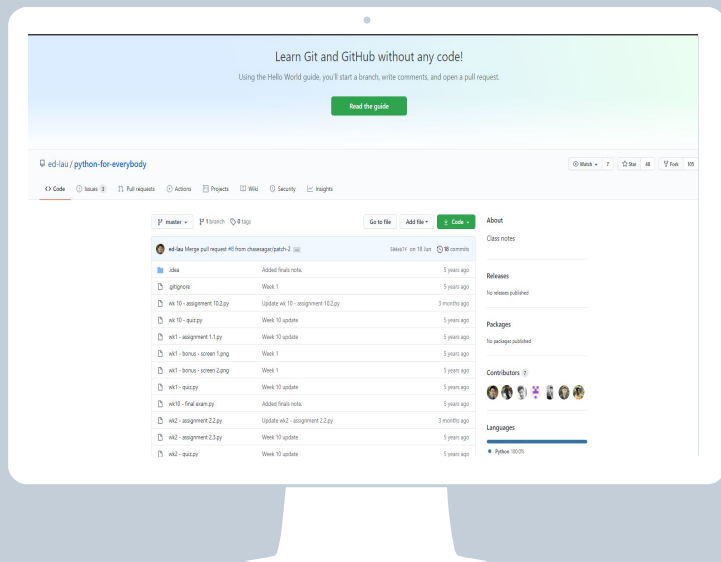 Learn Git and GitHub without any code!
Using the Hello World guide, you'll start a branch, write comments, and open a pull request.
Read the guide
ed-lau / python-for-everybody
Watch 7 Star 48 Fork 105
Code Issues 3 Pull requests Actions Projects Wiki Security Insights
master 1 branch 0 tags Go to file Add file Code
ed-lau Merge pull request #8 from chasesagar/patch-2 on 18 Jun 18 commits
.idea Added finals note. 5 years ago
.gitignore Week 1 5 years ago
wk 10 - assignment 10.2.py Update wk 10 - assignment 10.2.py 3 months ago
wk 10 - quiz.py Week 10 update 5 years ago
wk1 - assignment 1.1.py Week 10 update 5 years ago
wk1 - bonus - screen 1.png Week 1 5 years ago
wk1 - bonus - screen 2.png Week 1 5 years ago
wk1 - quiz.py Week 10 update 5 years ago
wk10 - final exam.py Added finals note. 5 years ago
wk2 - assignment 2.2.py Update wk2 - assignment 2.2.py 3 months ago
wk2 - assignment 2.3.py Week 10 update 5 years ago
wk2 - quiz.py Week 10 update 5 years ago
About
Class notes
Releases
No releases published
Packages
No packages published
Contributors 7
Languages
Python 100.0%